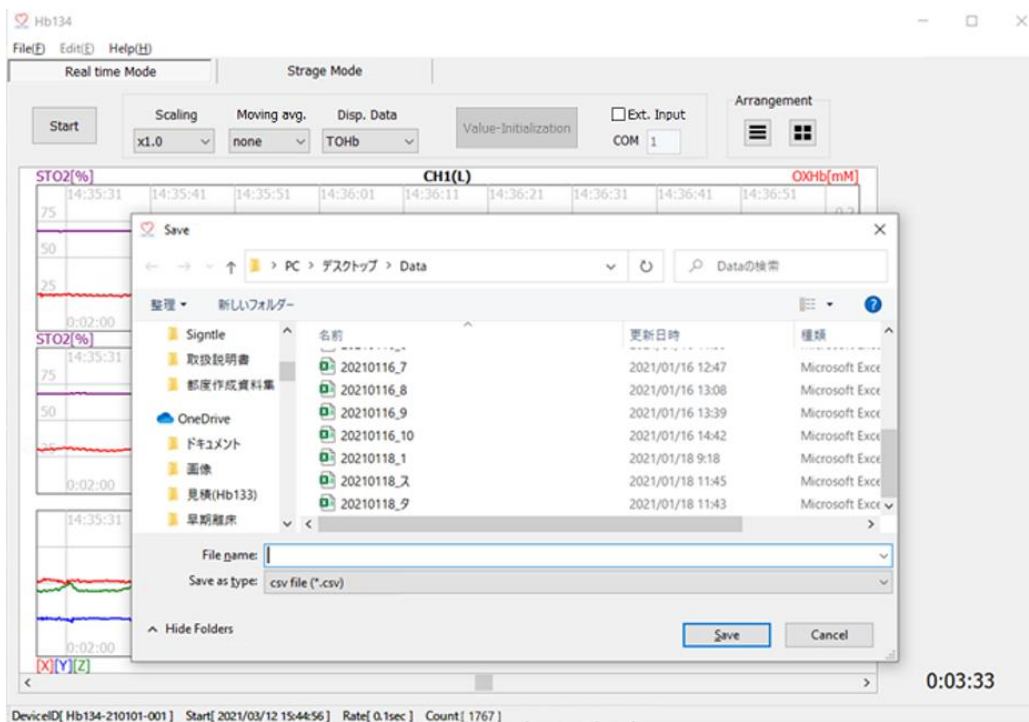 Hb134
File(F) Edit(E) Help(H)
Real time Mode Strage Mode
Start
Scaling Moving avg. Disp. Data
x1.0 none TOHb
Value-Initialization
Ext. Input
COM 1
Arrangement
STO2[%] CH1(L) OXHb[mM]
14:35:31 14:35:41 14:35:51 14:36:01 14:36:11 14:36:21 14:36:31 14:36:41 14:36:51
75
50
25
0:02:00
STO2[%]
14:35:31
75
50
0:02:00
14:35:31
0:02:00
[X][Y][Z]
Save
PC > デスクトップ > Data
Dataの検索
整理 新しいフォルダー
Signtle
取扱説明書
都度作成資料集
OneDrive
ドキュメント
画像
見積(Hb133)
早期離床
名前 更新日時 種類
20210116_7 2021/01/16 12:47 Microsoft Exce
20210116_8 2021/01/16 13:08 Microsoft Exce
20210116_9 2021/01/16 13:39 Microsoft Exce
20210116_10 2021/01/16 14:42 Microsoft Exce
20210118_1 2021/01/18 9:18 Microsoft Exce
20210118_ス 2021/01/18 11:45 Microsoft Exce
20210118_タ 2021/01/18 11:43 Microsoft Exce
File name:
Save as type: csv file (*.csv)
Hide Folders
Save Cancel
0:03:33
DeviceID[ Hb134-210101-001 ] Start[ 2021/03/12 15:44:56 ] Rate[ 0.1sec ] Count[ 1767 ]